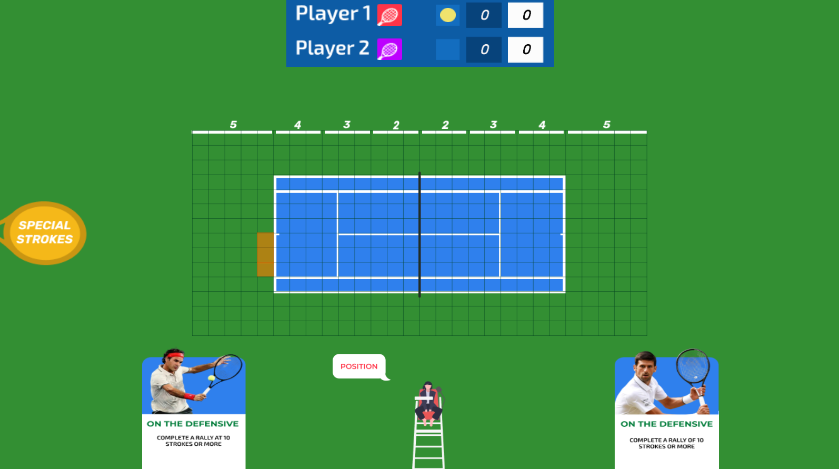 Player 1 0 0
Player 2 0 0
5 4 3 2 2 3 4 5
SPECIAL
STROKES
POSITION
ON THE DEFENSIVE
COMPLETE A RALLY AT 10
STROKES OR MORE
ON THE DEFENSIVE
COMPLETE A RALLY OF 10
STROKES OR MORE